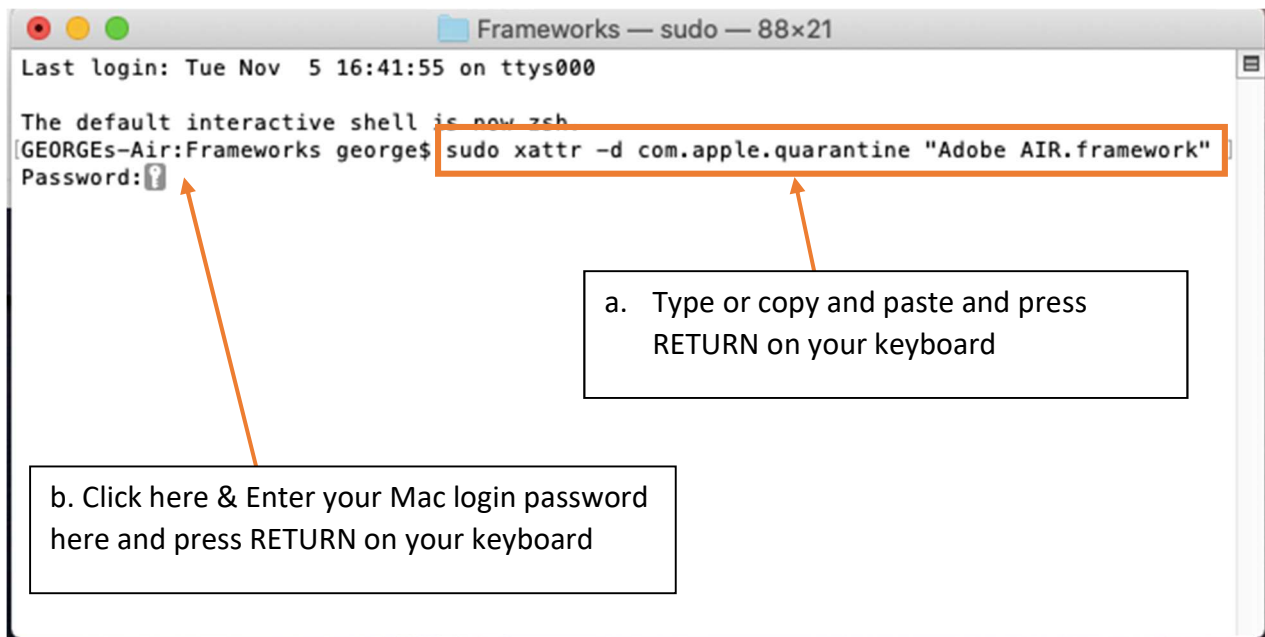 Frameworks — sudo — 88×21
Last login: Tue Nov  5 16:41:55 on ttys000
The default interactive shell is now zsh.
[GEORGEs-Air:Frameworks george$ sudo xattr -d com.apple.quarantine "Adobe AIR.framework" ]
Password:
a. Type or copy and paste and press
RETURN on your keyboard
b. Click here & Enter your Mac login password
here and press RETURN on your keyboard